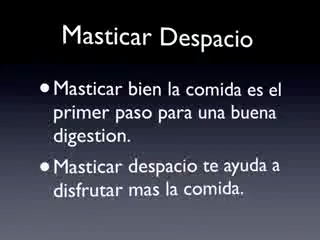 Masticar Despacio
• Masticar bien la comida es el
primer paso para una buena
digestion.
• Masticar despacio te ayuda a
disfrutar mas la comida.